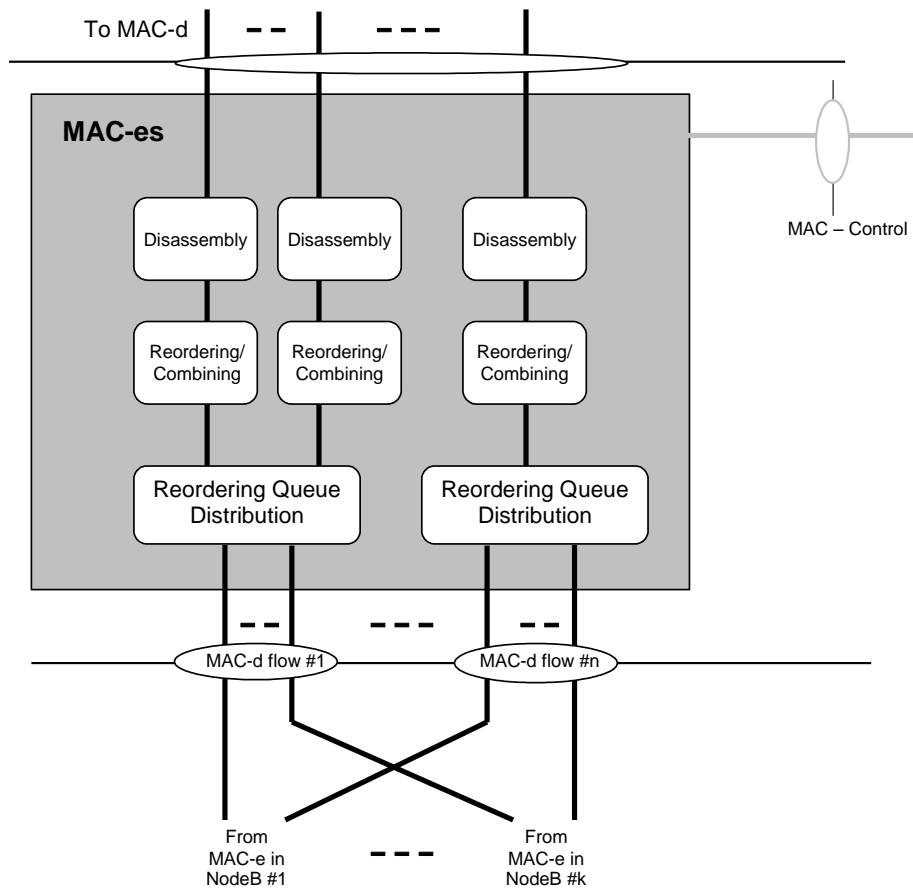 To MAC-d
MAC-es
MAC – Control
Disassembly
Disassembly
Disassembly
Reordering/
Combining
Reordering/
Combining
Reordering/
Combining
Reordering Queue
Distribution
Reordering Queue
Distribution
MAC-d flow #1
MAC-d flow #n
From
MAC-e in
NodeB #1
From
MAC-e in
NodeB #k